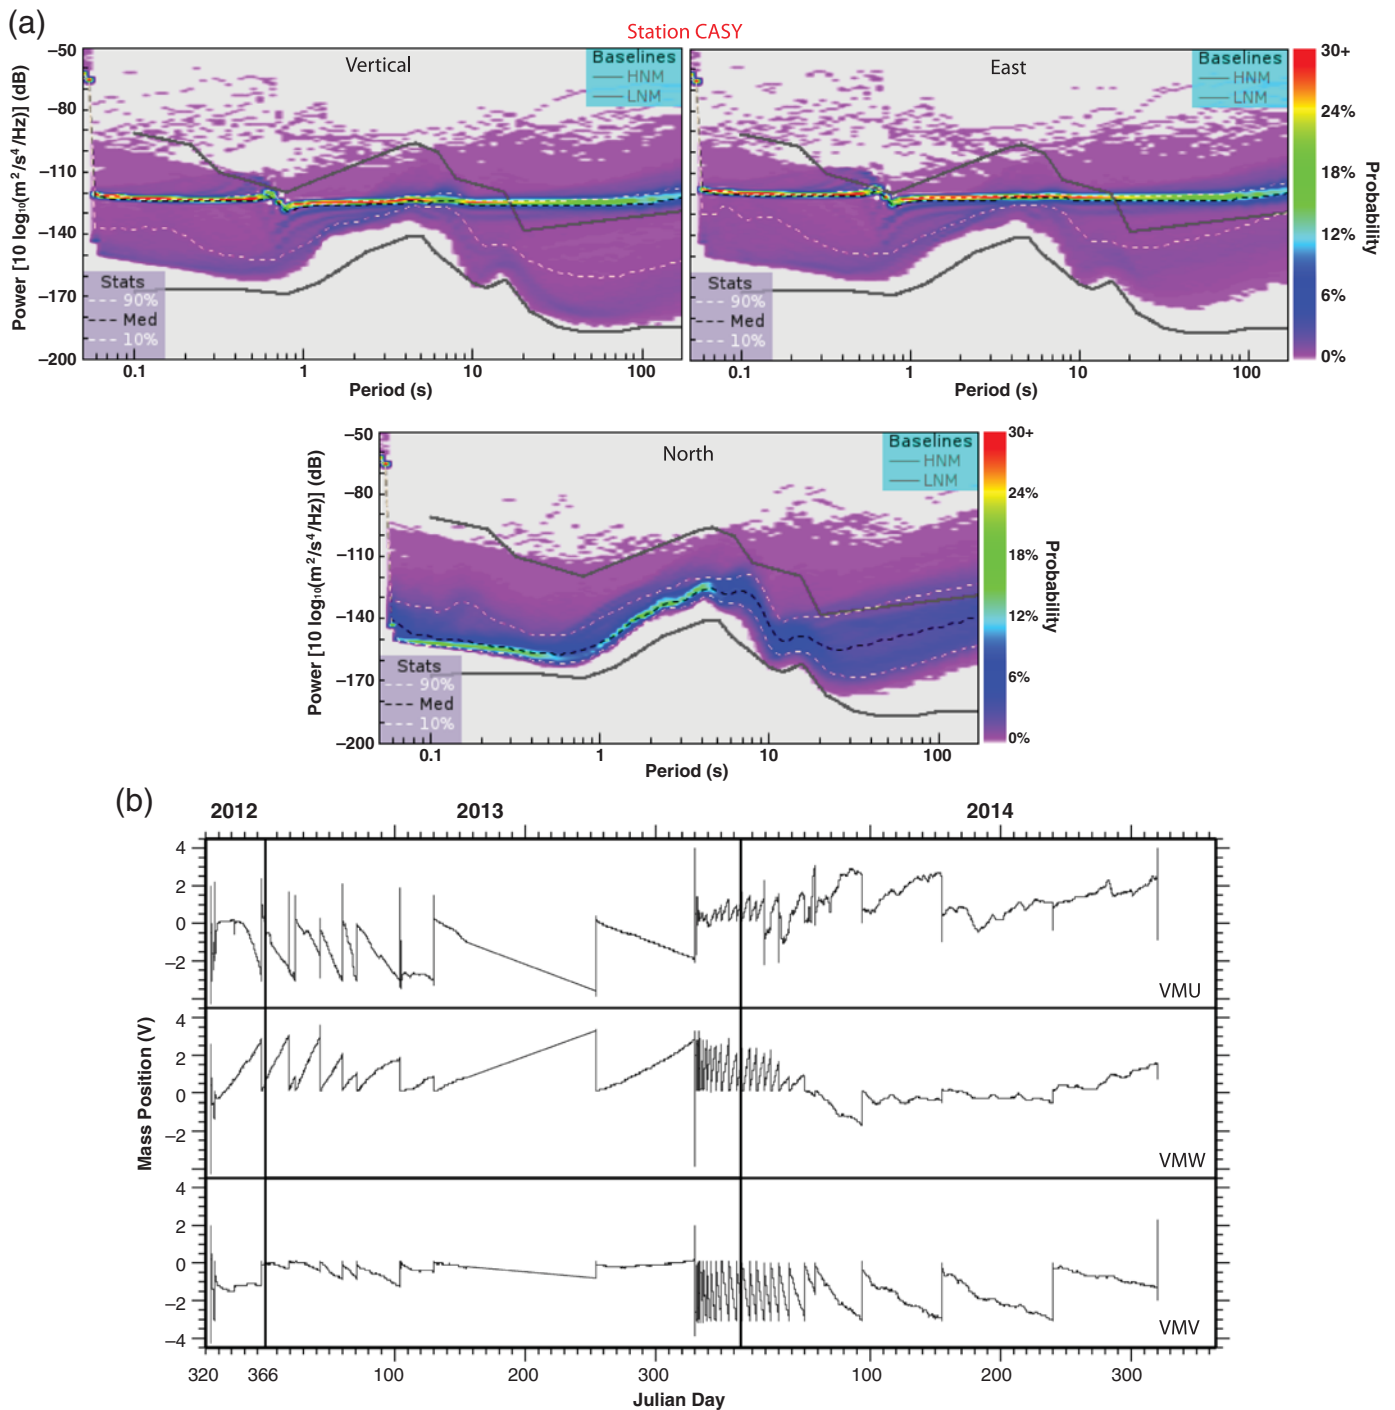 (a)
Station CASY
Vertical
Baselines
HNM
LNM
Stats
90%
Med
10%
Power [10 log₁₀(m²/s⁴/Hz)] (dB)
–50
–80
–110
–140
–170
–200
0.1 1 10 100
Period (s)
East
Baselines
HNM
LNM
Stats
90%
Med
10%
0.1 1 10 100
Period (s)
30+
24%
18%
12%
6%
0%
Probability
North
Baselines
HNM
LNM
Stats
90%
Med
10%
Power [10 log₁₀(m²/s⁴/Hz)] (dB)
–50
–80
–110
–140
–170
–200
0.1 1 10 100
Period (s)
30+
24%
18%
12%
6%
0%
Probability
(b)
2012 2013 2014
4
2
0
–2
VMU
4
2
0
–2
VMW
4
2
0
–2
–4
VMV
Mass Position (V)
320 366 100 200 300 100 200 300
Julian Day